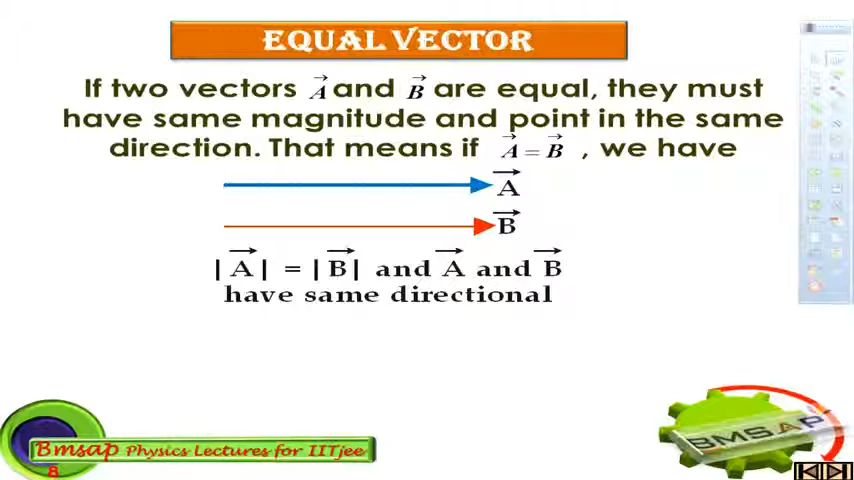 EQUAL VECTOR
If two vectors A⃗ and B⃗ are equal, they must
have same magnitude and point in the same
direction. That means if A⃗ = B⃗ , we have
A⃗
B⃗
|A⃗| = |B⃗| and A⃗ and B⃗
have same directional
Bmsap Physics Lectures for IITjee
8
BMSAP